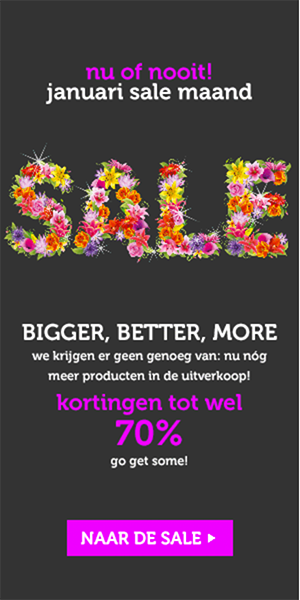 nu of nooit!
januari sale maand
SALE
BIGGER, BETTER, MORE
we krijgen er geen genoeg van: nu nóg
meer producten in de uitverkoop!
kortingen tot wel
70%
go get some!
NAAR DE SALE ▶